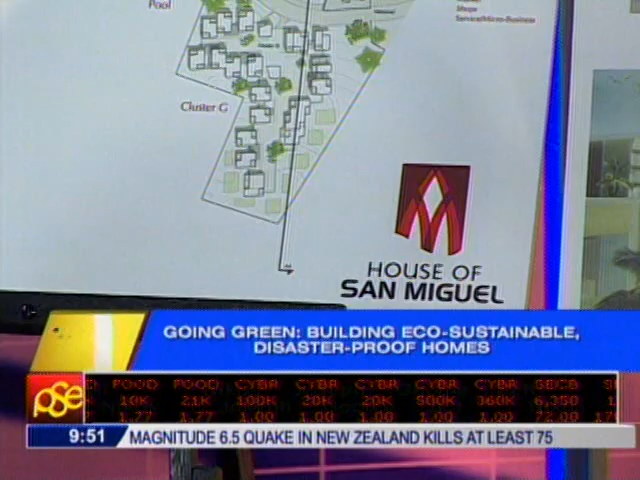 Pool
Shops
Service/Micro-Business
Cluster G
HOUSE OF
SAN MIGUEL
GOING GREEN: BUILDING ECO-SUSTAINABLE,
DISASTER-PROOF HOMES
pse
FOOD FOOD CYBR CYBR CYBR CYBR CYBR SECB
10K 21K 100K 20K 20K 500K 360K 6,350
1.77 1.77 1.00 1.00 1.00 1.00 1.00 72.00
9:51 MAGNITUDE 6.5 QUAKE IN NEW ZEALAND KILLS AT LEAST 75